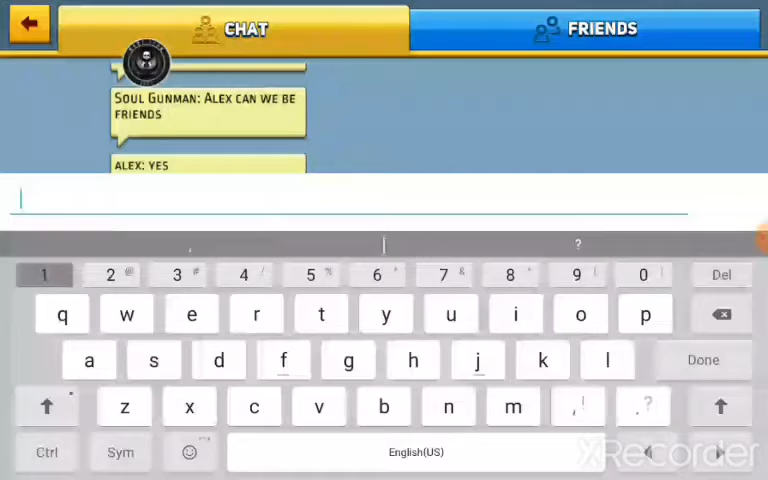 CHAT
FRIENDS
SOUL GUNMAN: ALEX CAN WE BE
FRIENDS
ALEX: YES
, ?
1 2 @ 3 # 4 / 5 % 6 7 & 8 9 0 Del
q w e r t y u i o p
a s d f g h j k l Done
z x c v b n m , ! . ?
Ctrl Sym English(US)
XRecorder